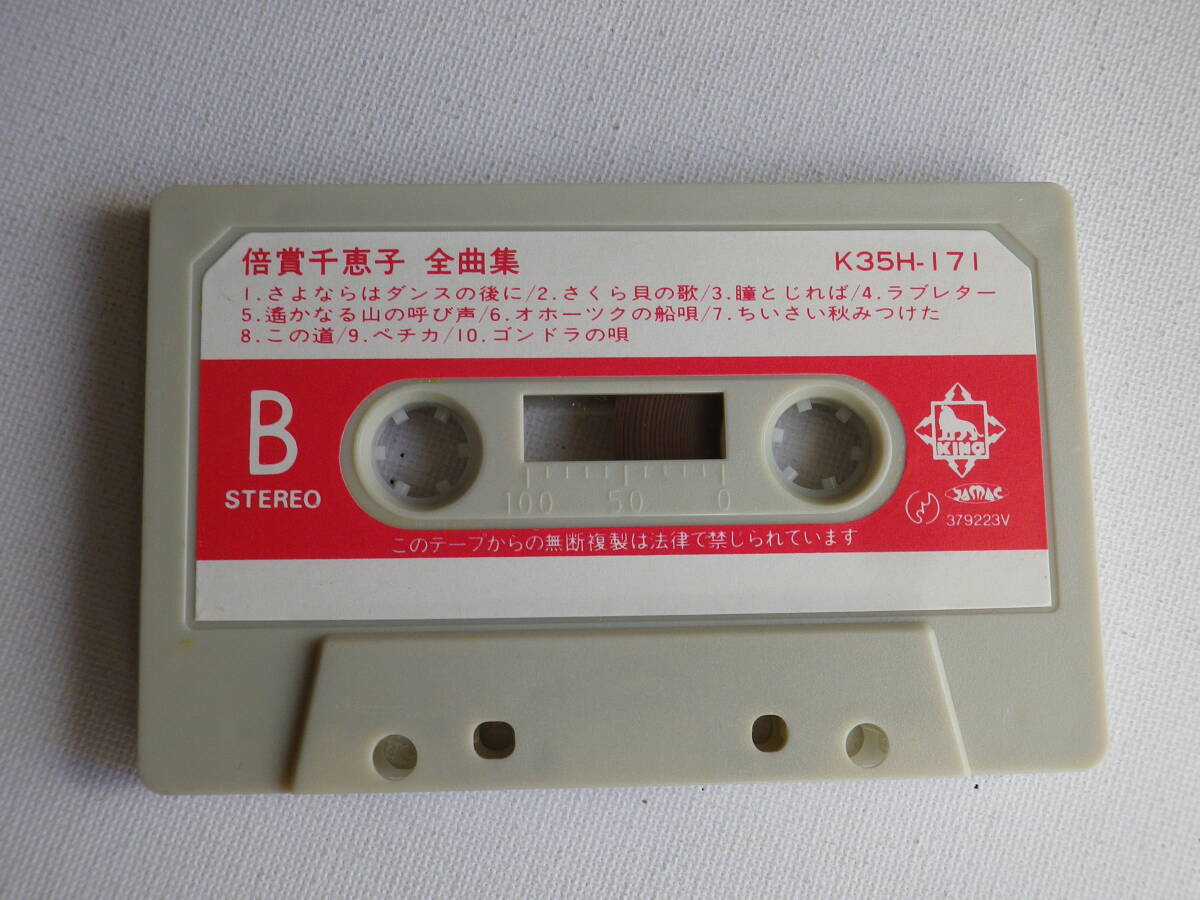 倍賞千恵子 全曲集 K35H-171
1.さよならはダンスの後に/2.さくら貝の歌/3.瞳とじれば/4.ラブレター
5.遙かなる山の呼び声/6.オホーツクの船唄/7.ちいさい秋みつけた
8.この道/9.ペチカ/10.ゴンドラの唄
B
STEREO
100 50 0
KING
JASRAC
379223V
このテープからの無断複製は法律で禁じられています